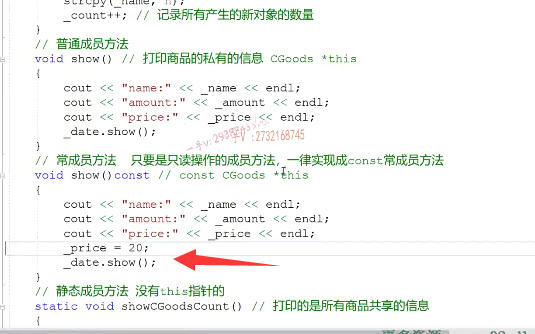 strcpy(_name, n);
_count++; // 记录所有产生的新对象的数量
}
// 普通成员方法
void show() // 打印商品的私有的信息 CGoods *this
{
cout << "name:" << _name << endl;
cout << "amount:" << _amount << endl;
cout << "price:" << _price << endl;
_date.show();
}
// 常成员方法 只要是只读操作的成员方法,一律实现成const常成员方法
void show()const // const CGoods *this
{
cout << "name:" << _name << endl;
cout << "amount:" << _amount << endl;
cout << "price:" << _price << endl;
_price = 20;
_date.show();
}
// 静态成员方法 没有this指针的
static void showCGoodsCount() // 打印的是所有商品共享的信息
{